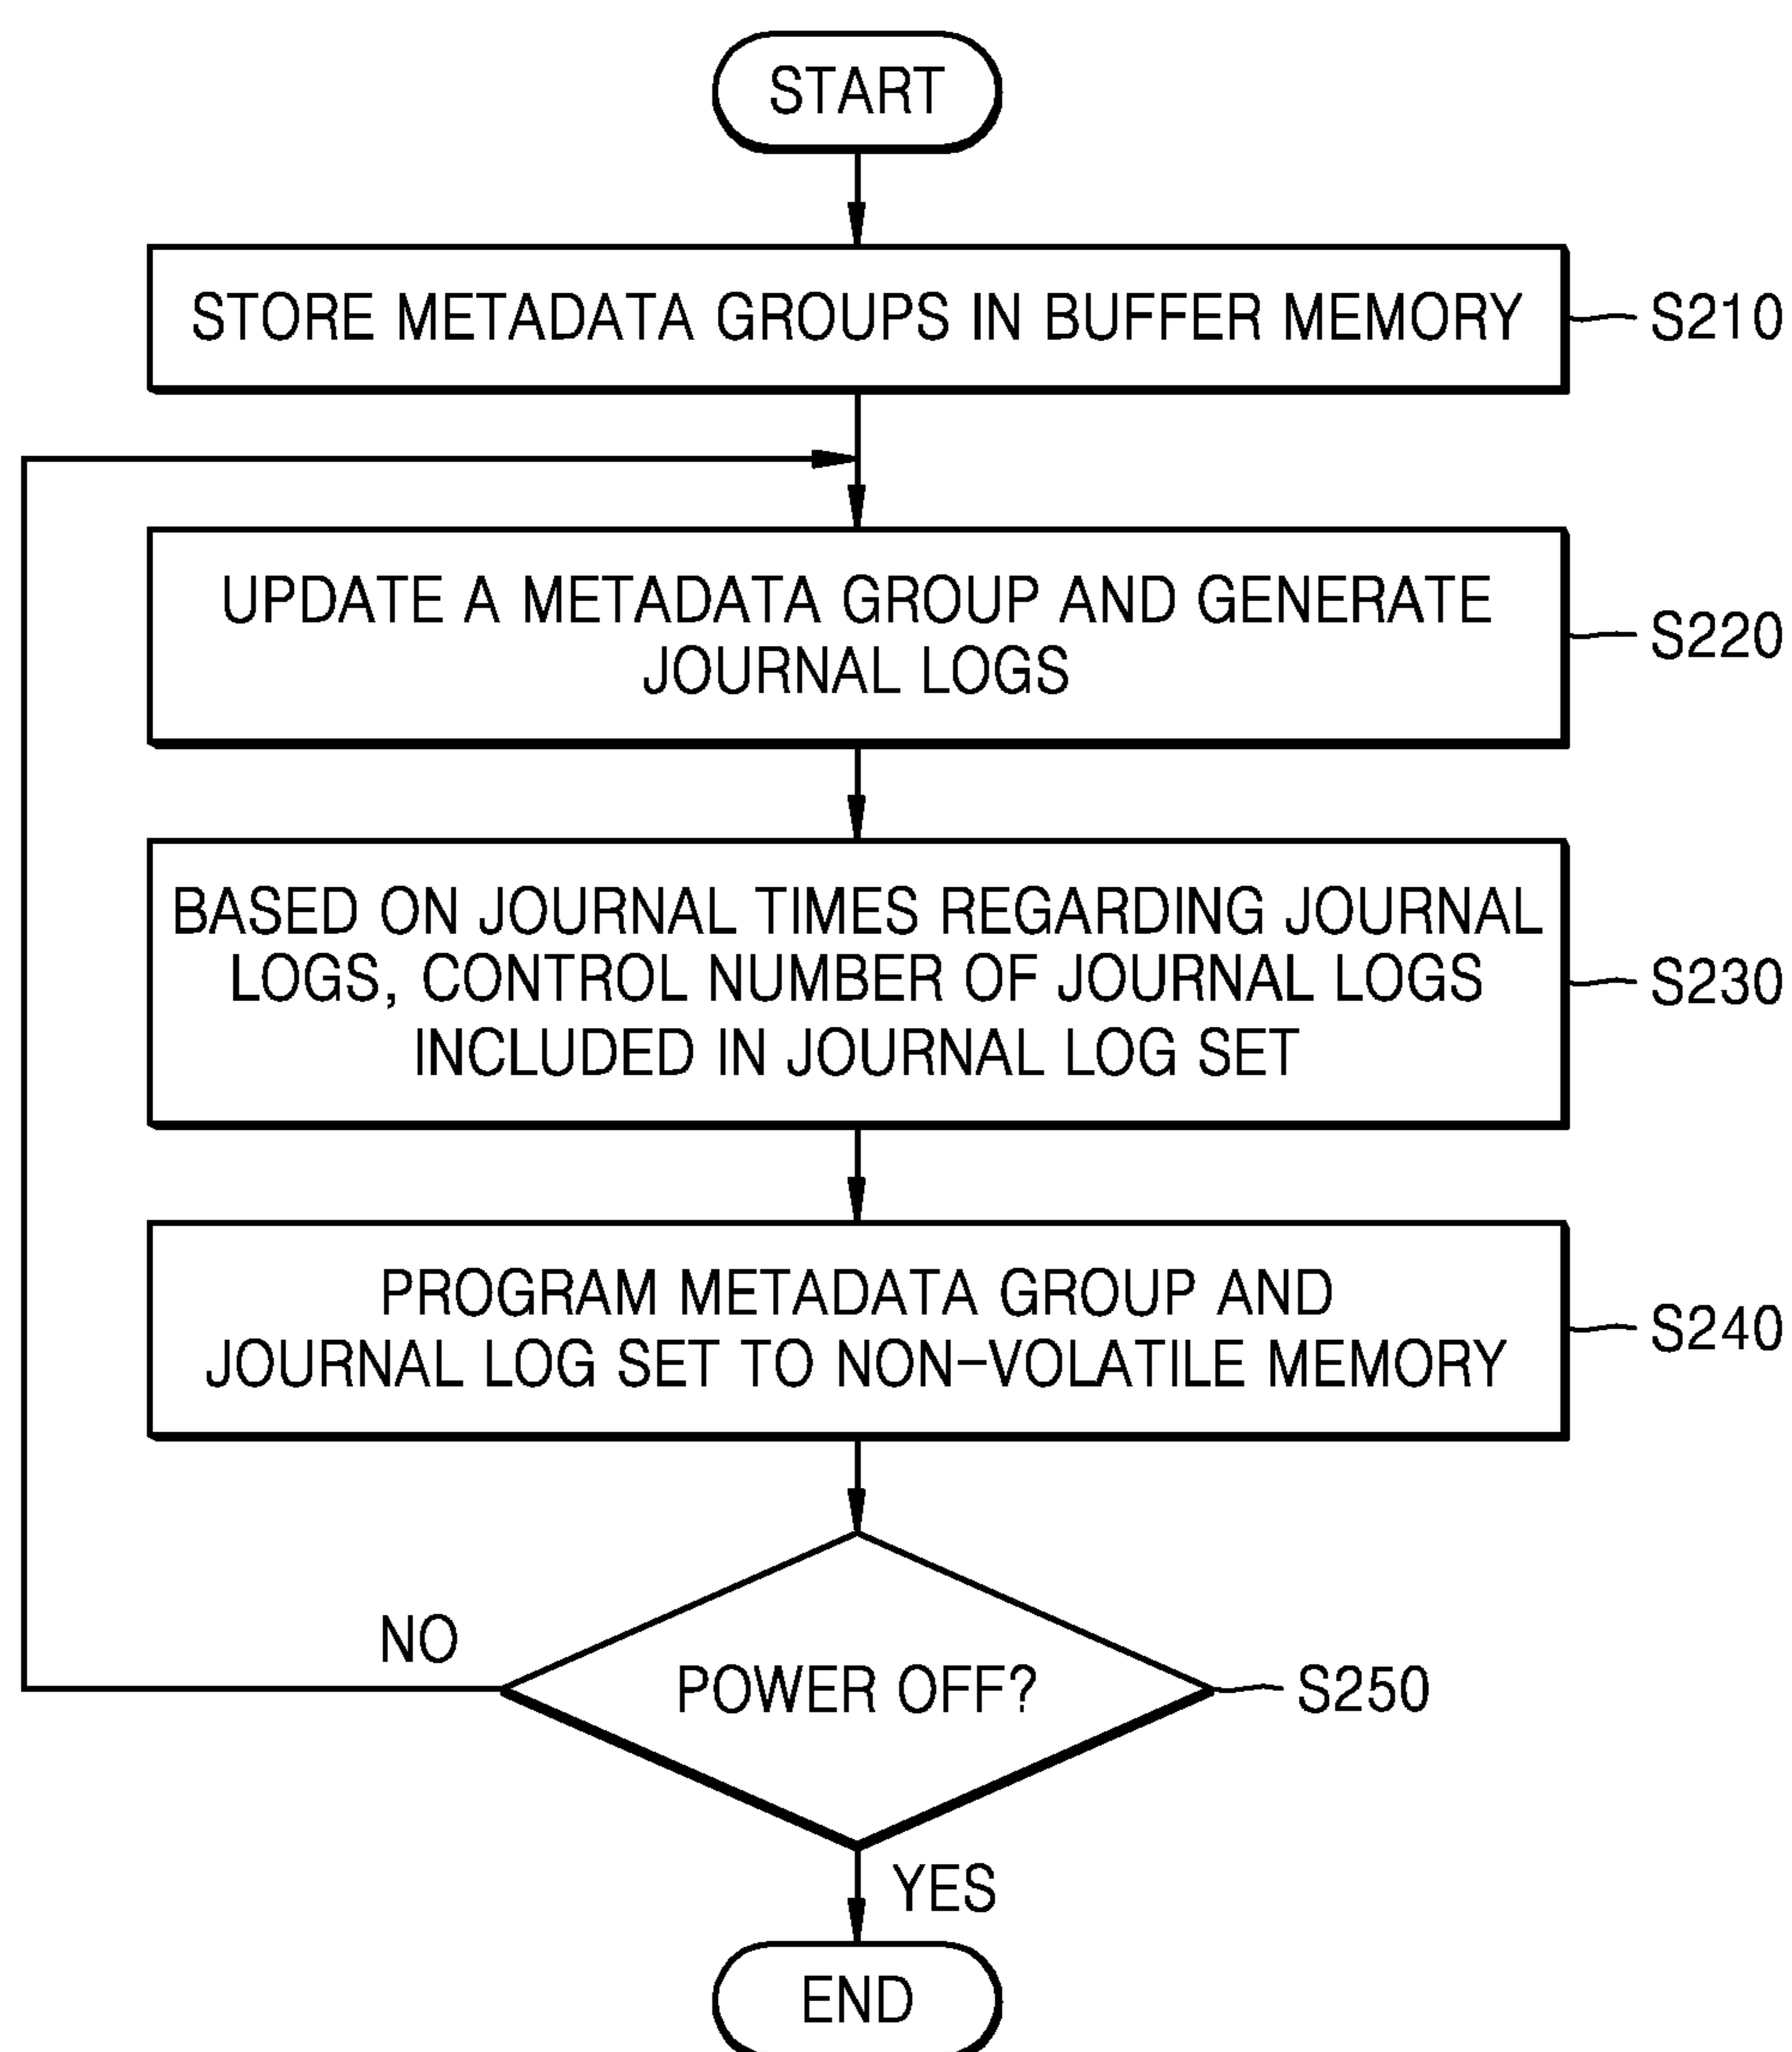 START
STORE METADATA GROUPS IN BUFFER MEMORY
S210
UPDATE A METADATA GROUP AND GENERATE
JOURNAL LOGS
S220
BASED ON JOURNAL TIMES REGARDING JOURNAL
LOGS, CONTROL NUMBER OF JOURNAL LOGS
INCLUDED IN JOURNAL LOG SET
S230
PROGRAM METADATA GROUP AND
JOURNAL LOG SET TO NON-VOLATILE MEMORY
S240
NO
POWER OFF?
S250
YES
END